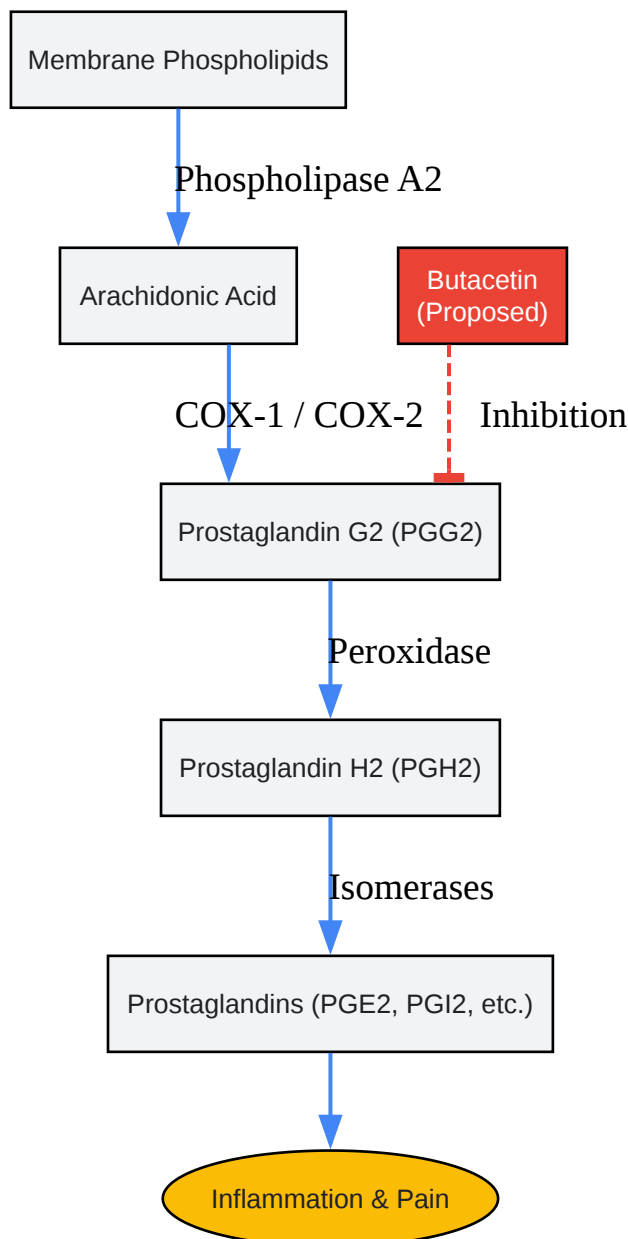 Membrane Phospholipids
Phospholipase A2
Arachidonic Acid
Butacetin
(Proposed)
COX-1 / COX-2
Inhibition
Prostaglandin G2 (PGG2)
Peroxidase
Prostaglandin H2 (PGH2)
Isomerases
Prostaglandins (PGE2, PGI2, etc.)
Inflammation & Pain